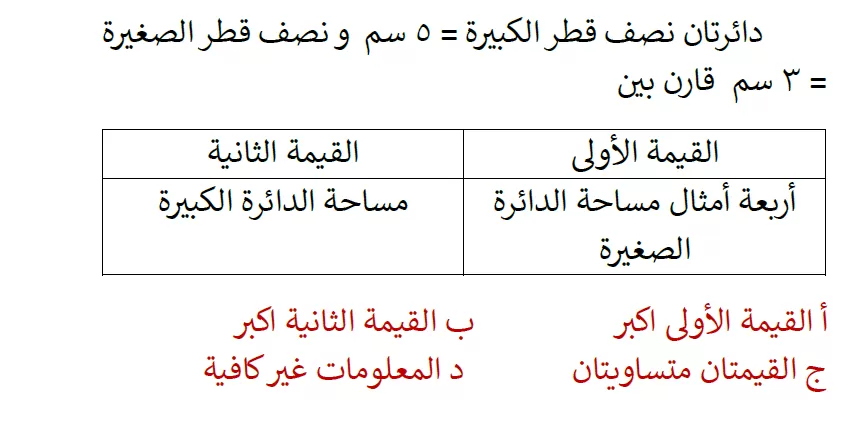 دائرتان نصف قطر الكبيرة = ٥ سم و نصف قطر الصغيرة
= ٣ سم قارن بين
القيمة الأولى القيمة الثانية
أربعة أمثال مساحة الدائرة مساحة الدائرة الكبيرة
الصغيرة
أ القيمة الأولى اكبر ب القيمة الثانية اكبر
ج القيمتان متساويتان د المعلومات غير كافية